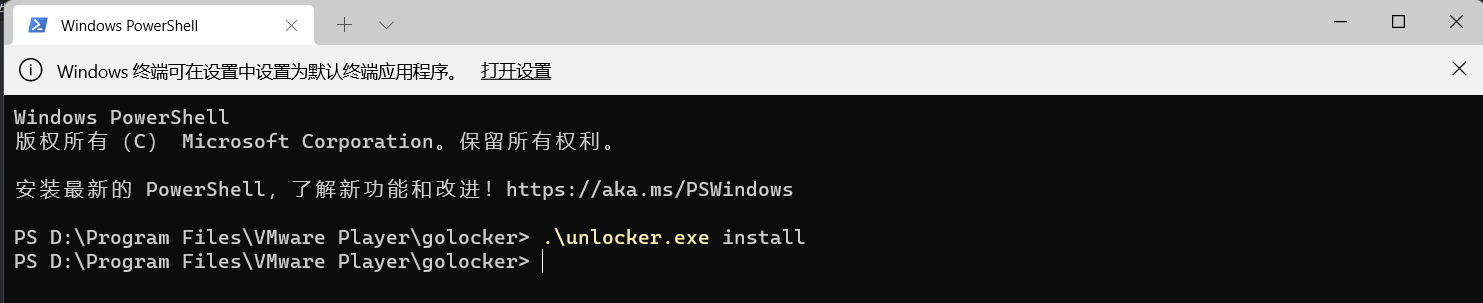 Windows PowerShell
Windows 终端可在设置中设置为默认终端应用程序。 打开设置
Windows PowerShell
版权所有 (C) Microsoft Corporation。保留所有权利。
安装最新的 PowerShell，了解新功能和改进！https://aka.ms/PSWindows
PS D:\Program Files\VMware Player\golocker> .\unlocker.exe install
PS D:\Program Files\VMware Player\golocker>